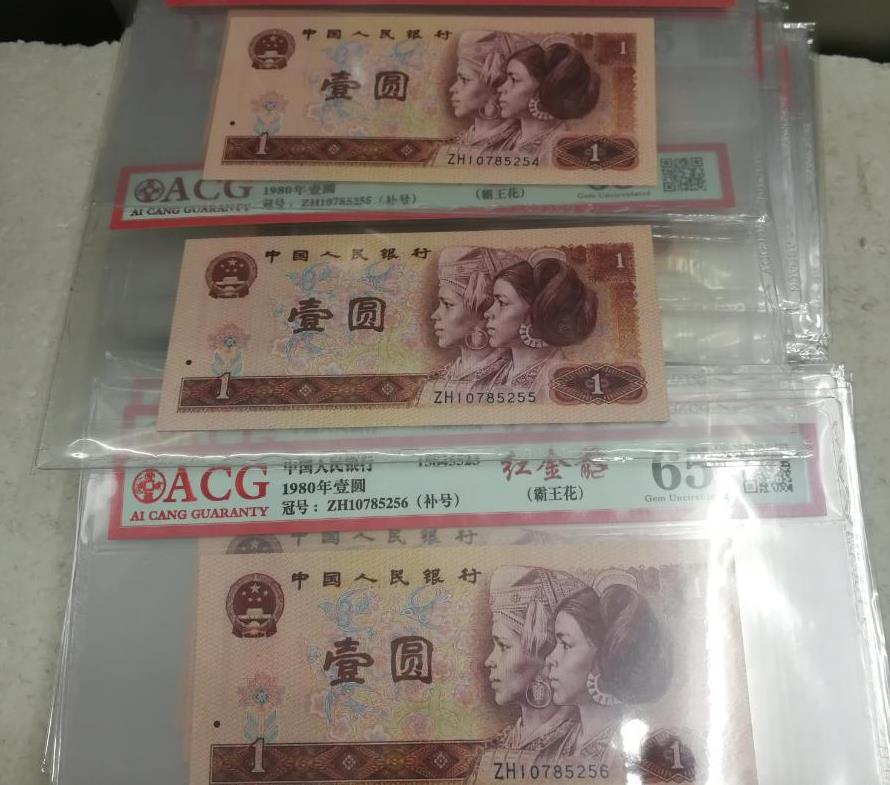 中国人民银行
1
壹圆
ZH10785254
1
1
ACG
AI CANG GUARANTY
1980年壹圆
冠号：ZH10785255（补号）
（霸王花）
Gem Uncirculated
中国人民银行
1
壹圆
ZH10785255
1
1
ACG
AI CANG GUARANTY
中国人民银行
1980年壹圆
冠号：ZH10785256（补号）
红金龙
（霸王花）
65
Gem Uncirculated
中国人民银行
壹圆
1
1
ZH10785256